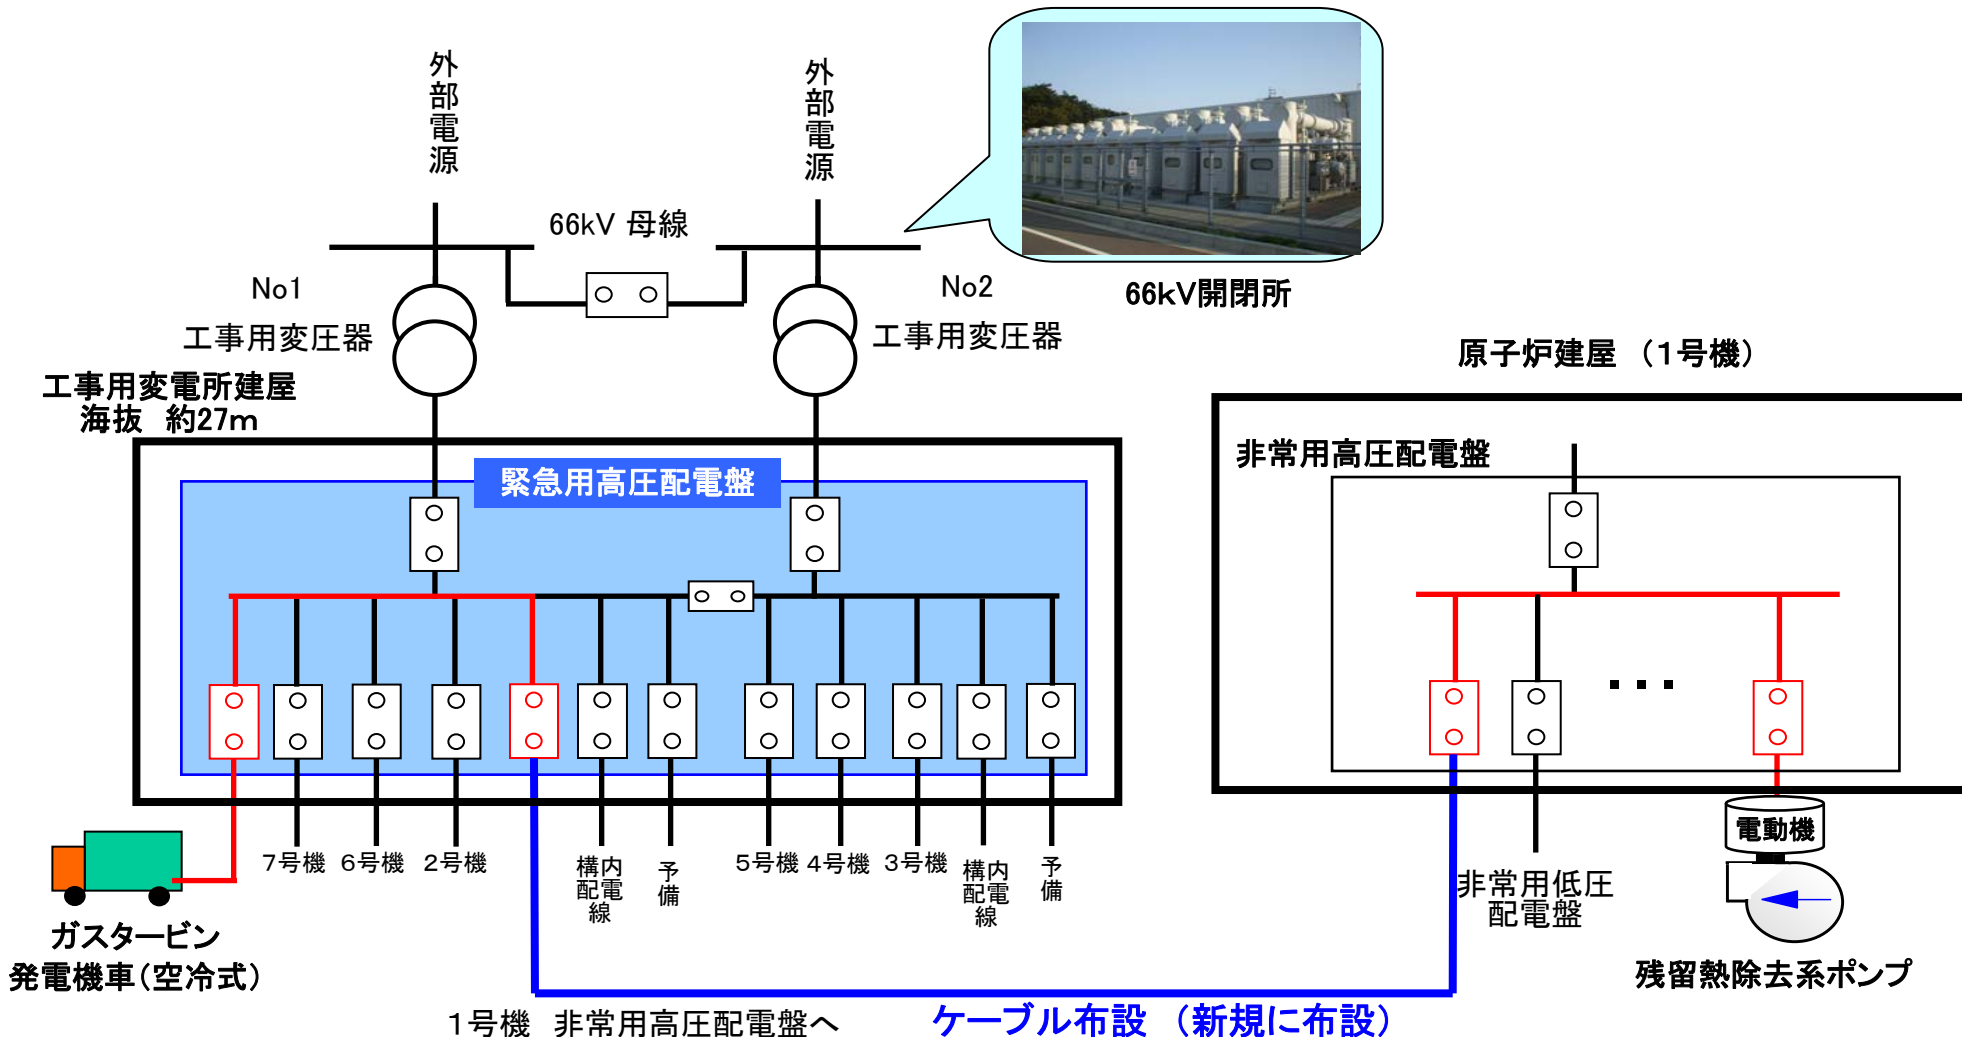 外部電源
外部電源
66kV 母線
No1
工事用変圧器
No2
工事用変圧器
66kV開閉所
工事用変電所建屋
海抜 約27m
緊急用高圧配電盤
原子炉建屋 (1号機)
非常用高圧配電盤
7号機
6号機
2号機
構内
配電
線
予備
5号機
4号機
3号機
構内
配電
線
予備
ガスタービン
発電機車(空冷式)
非常用低圧
配電盤
電動機
残留熱除去系ポンプ
1号機 非常用高圧配電盤へ
ケーブル布設 (新規に布設)